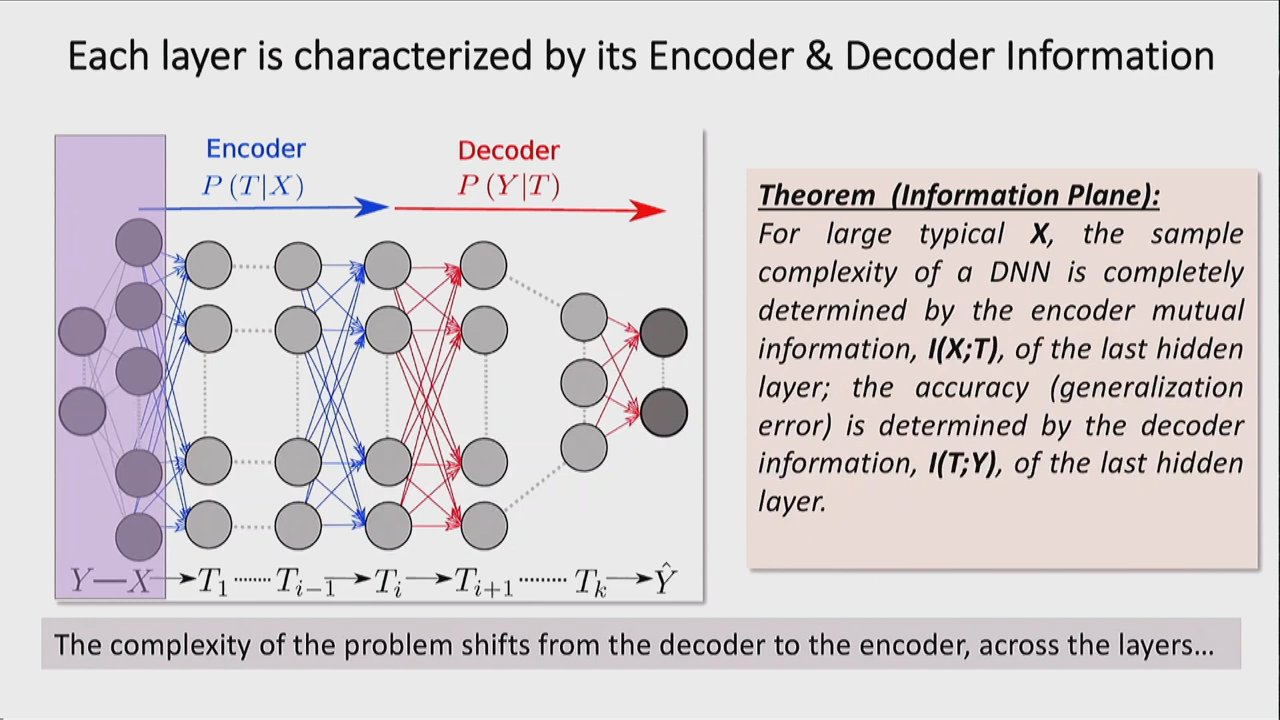 Each layer is characterized by its Encoder & Decoder Information
Encoder
P (T|X)
Decoder
P (Y|T)
Y—X→T₁........Tᵢ₋₁→Tᵢ→Tᵢ₊₁.........Tₖ→Ŷ
Theorem (Information Plane):
For large typical X, the sample
complexity of a DNN is completely
determined by the encoder mutual
information, I(X;T), of the last hidden
layer; the accuracy (generalization
error) is determined by the decoder
information, I(T;Y), of the last hidden
layer.
The complexity of the problem shifts from the decoder to the encoder, across the layers...